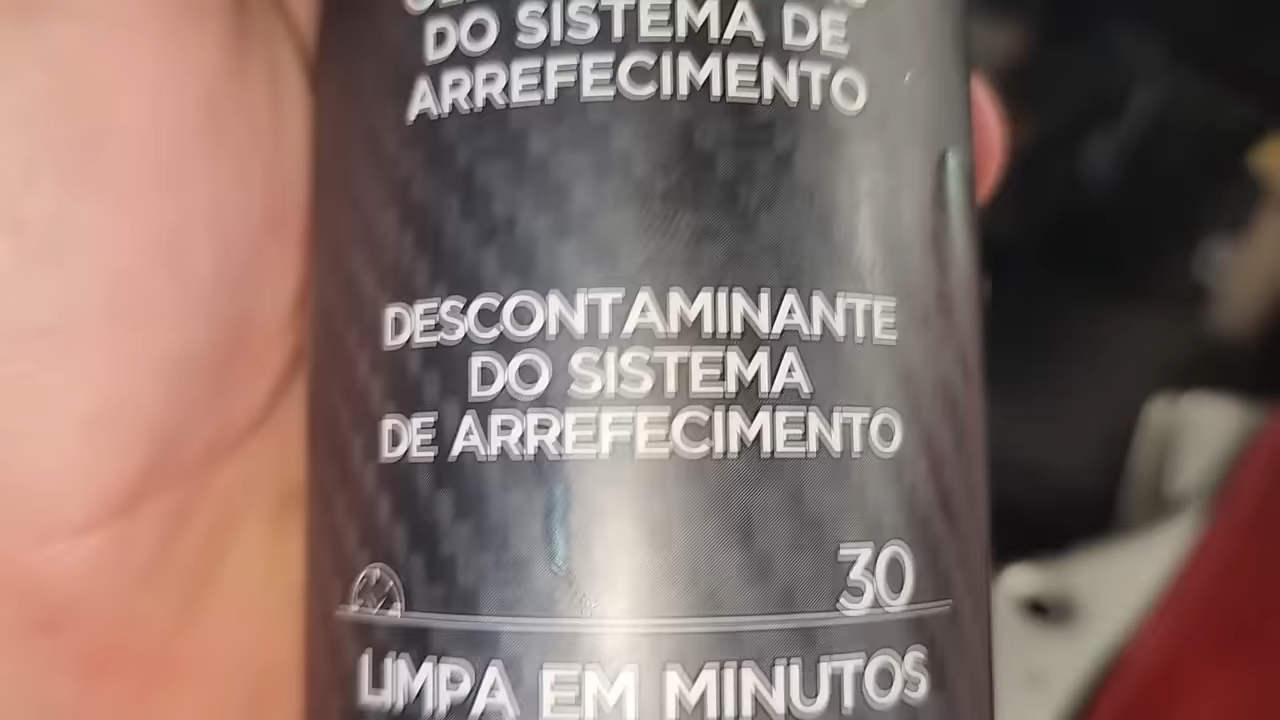 DO SISTEMA DE
ARREFECIMENTO
DESCONTAMINANTE
DO SISTEMA
DE ARREFECIMENTO
30
LIMPA EM MINUTOS